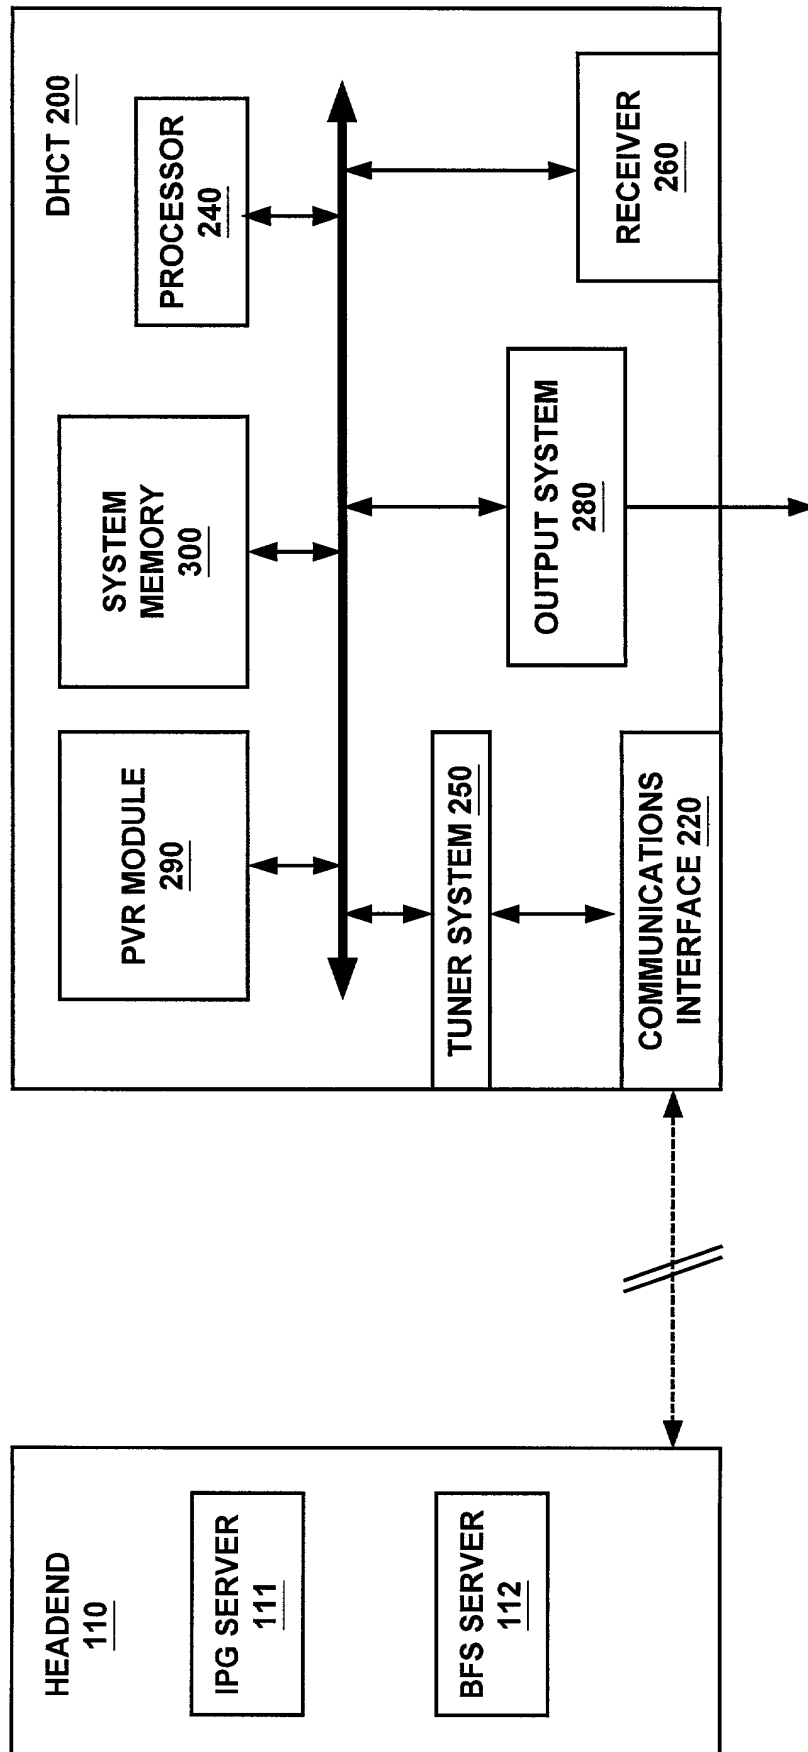 HEADEND
110
IPG SERVER
111
BFS SERVER
112
DHCT 200
PVR MODULE
290
SYSTEM
MEMORY
300
PROCESSOR
240
TUNER SYSTEM 250
COMMUNICATIONS
INTERFACE 220
OUTPUT SYSTEM
280
RECEIVER
260